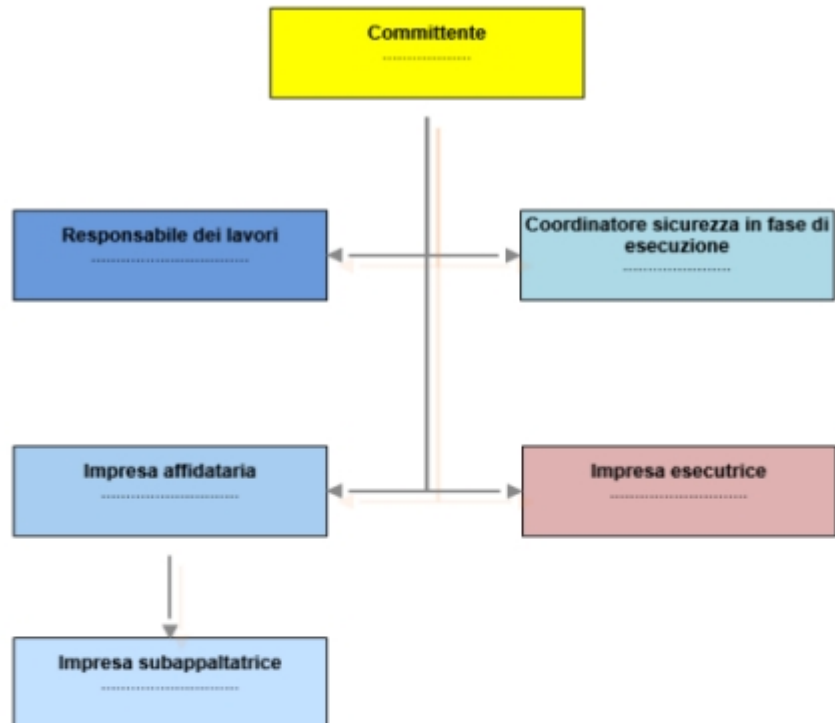 Committente
..................
Responsabile dei lavori
................................
Coordinatore sicurezza in fase di
esecuzione
......................
Impresa affidataria
............................
Impresa esecutrice
............................
Impresa subappaltatrice
............................